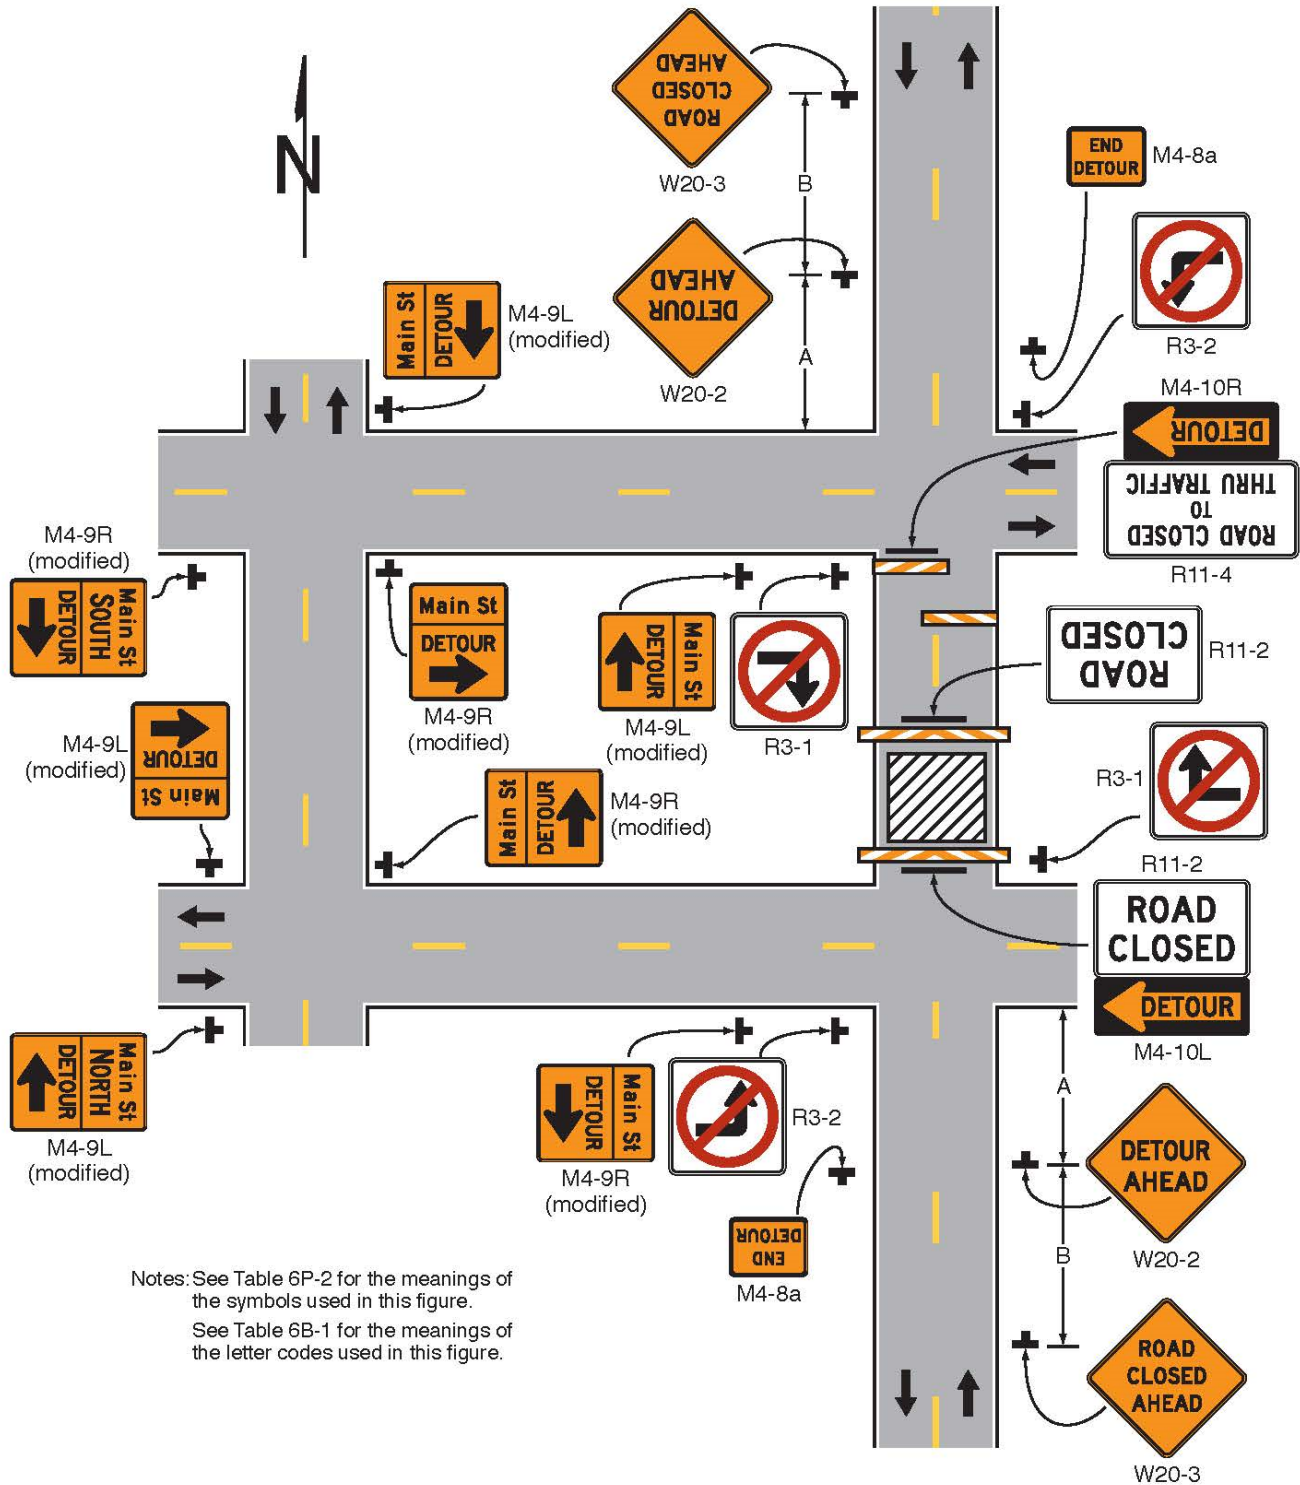 ROAD
CLOSED
AHEAD
W20-3
B
DETOUR
AHEAD
W20-2
A
N
END
DETOUR
M4-8a
R3-2
M4-10R
DETOUR
ROAD CLOSED
TO
THRU TRAFFIC
R11-4
Main St
DETOUR
M4-9L
(modified)
M4-9R
(modified)
Main St
SOUTH
DETOUR
Main St
DETOUR
M4-9R
(modified)
Main St
DETOUR
M4-9L
(modified)
R3-1
ROAD
CLOSED
R11-2
M4-9L
(modified)
Main St
DETOUR
Main St
DETOUR
M4-9R
(modified)
R3-1
R11-2
ROAD
CLOSED
DETOUR
M4-10L
Main St
NORTH
DETOUR
M4-9L
(modified)
Main St
DETOUR
M4-9R
(modified)
R3-2
END
DETOUR
M4-8a
A
DETOUR
AHEAD
W20-2
B
ROAD
CLOSED
AHEAD
W20-3
Notes: See Table 6P-2 for the meanings of
the symbols used in this figure.
See Table 6B-1 for the meanings of
the letter codes used in this figure.